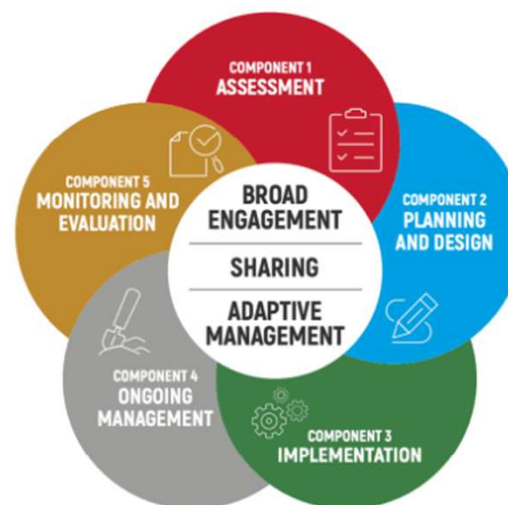 COMPONENT 1
ASSESSMENT
COMPONENT 2
PLANNING
AND DESIGN
COMPONENT 3
IMPLEMENTATION
COMPONENT 4
ONGOING
MANAGEMENT
COMPONENT 5
MONITORING AND
EVALUATION
BROAD
ENGAGEMENT
SHARING
ADAPTIVE
MANAGEMENT